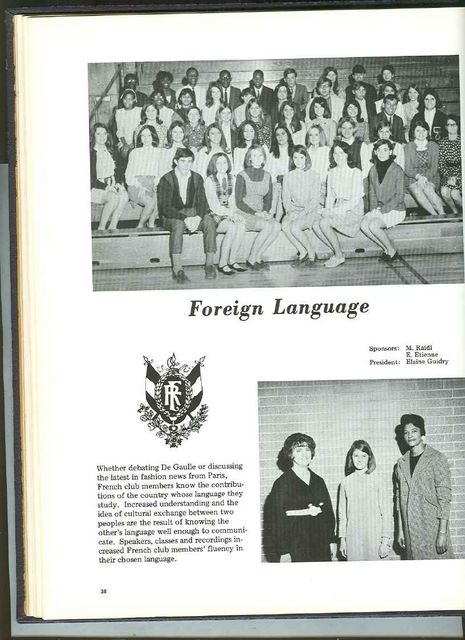 Foreign Language
Sponsors: M. Raidl
E. Etienne
President: Elaine Guidry
RF
Whether debating De Gaulle or discussing
the latest in fashion news from Paris,
French club members know the contribu-
tions of the country whose language they
study. Increased understanding and the
idea of cultural exchange between two
peoples are the result of knowing the
other's language well enough to communi-
cate. Speakers, classes and recordings in-
creased French club members' fluency in
their chosen language.
38